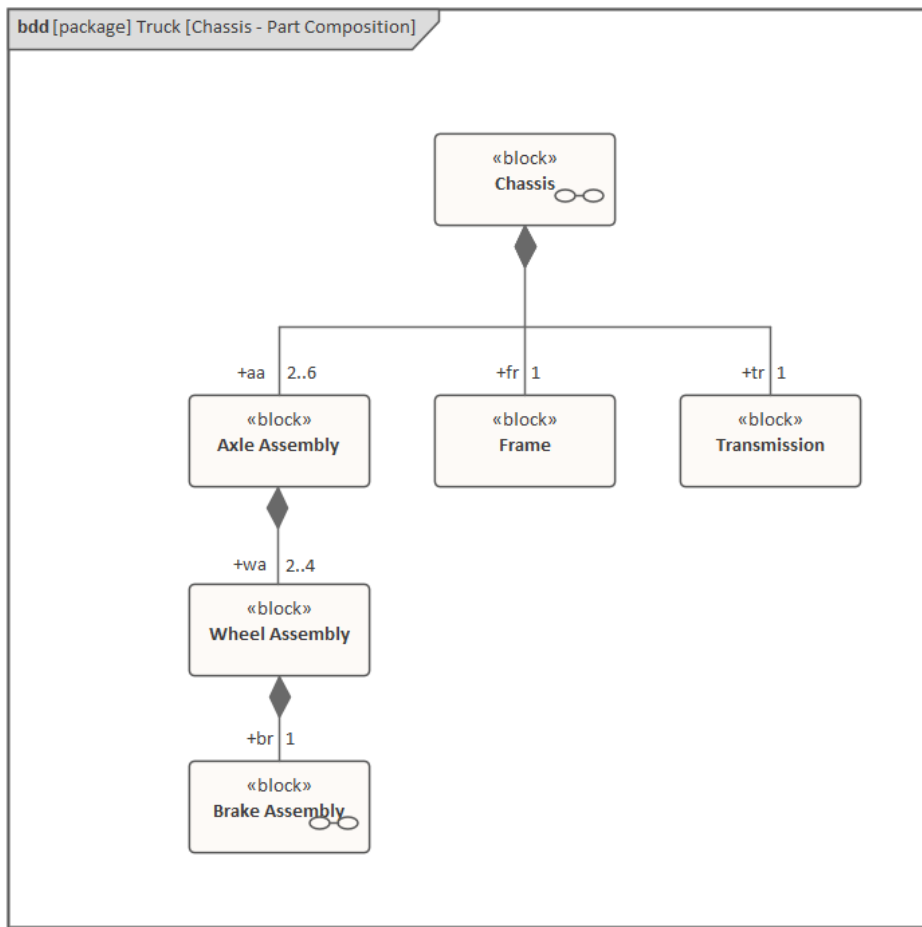 bdd [package] Truck [Chassis - Part Composition]
«block»
Chassis
+aa 2..6
+fr 1
+tr 1
«block»
Axle Assembly
«block»
Frame
«block»
Transmission
+wa 2..4
«block»
Wheel Assembly
+br 1
«block»
Brake Assembly